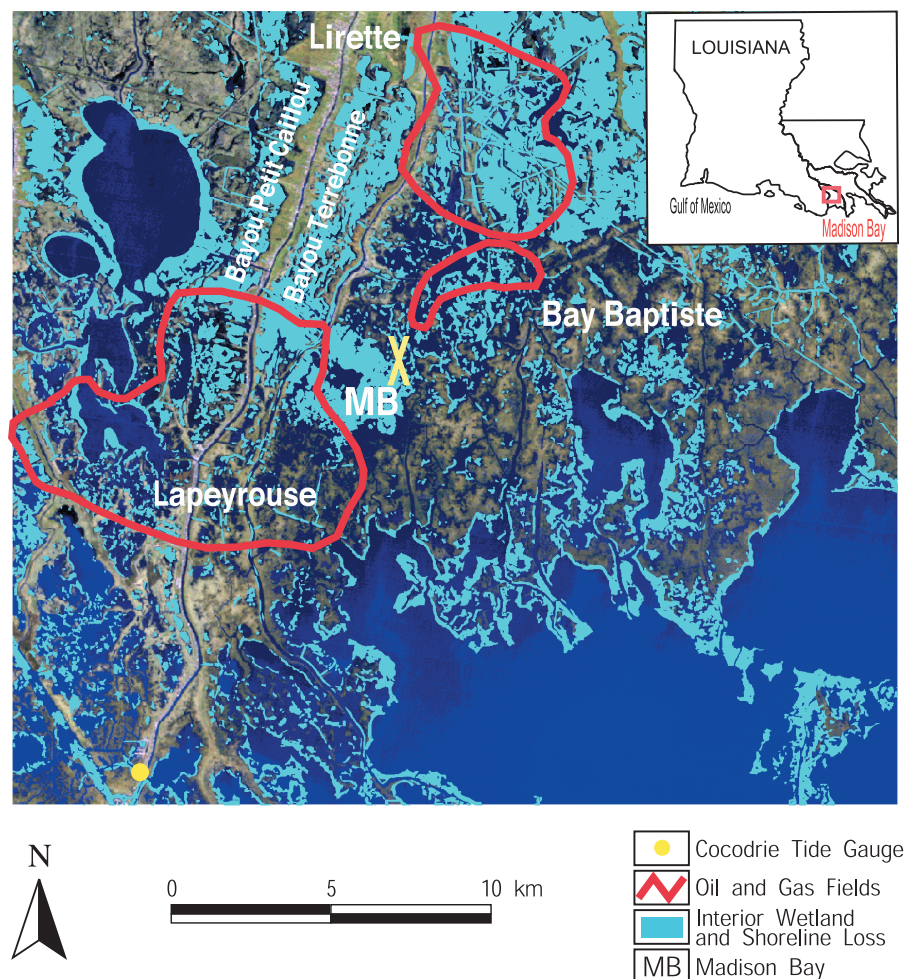 Lirette
Bayou Petit Caillou
Bayou Terrebonne
LOUISIANA
Gulf of Mexico
Madison Bay
Bay Baptiste
MB
Lapeyrouse
N
0 5 10 km
Cocodrie Tide Gauge
Oil and Gas Fields
Interior Wetland
and Shoreline Loss
MB Madison Bay